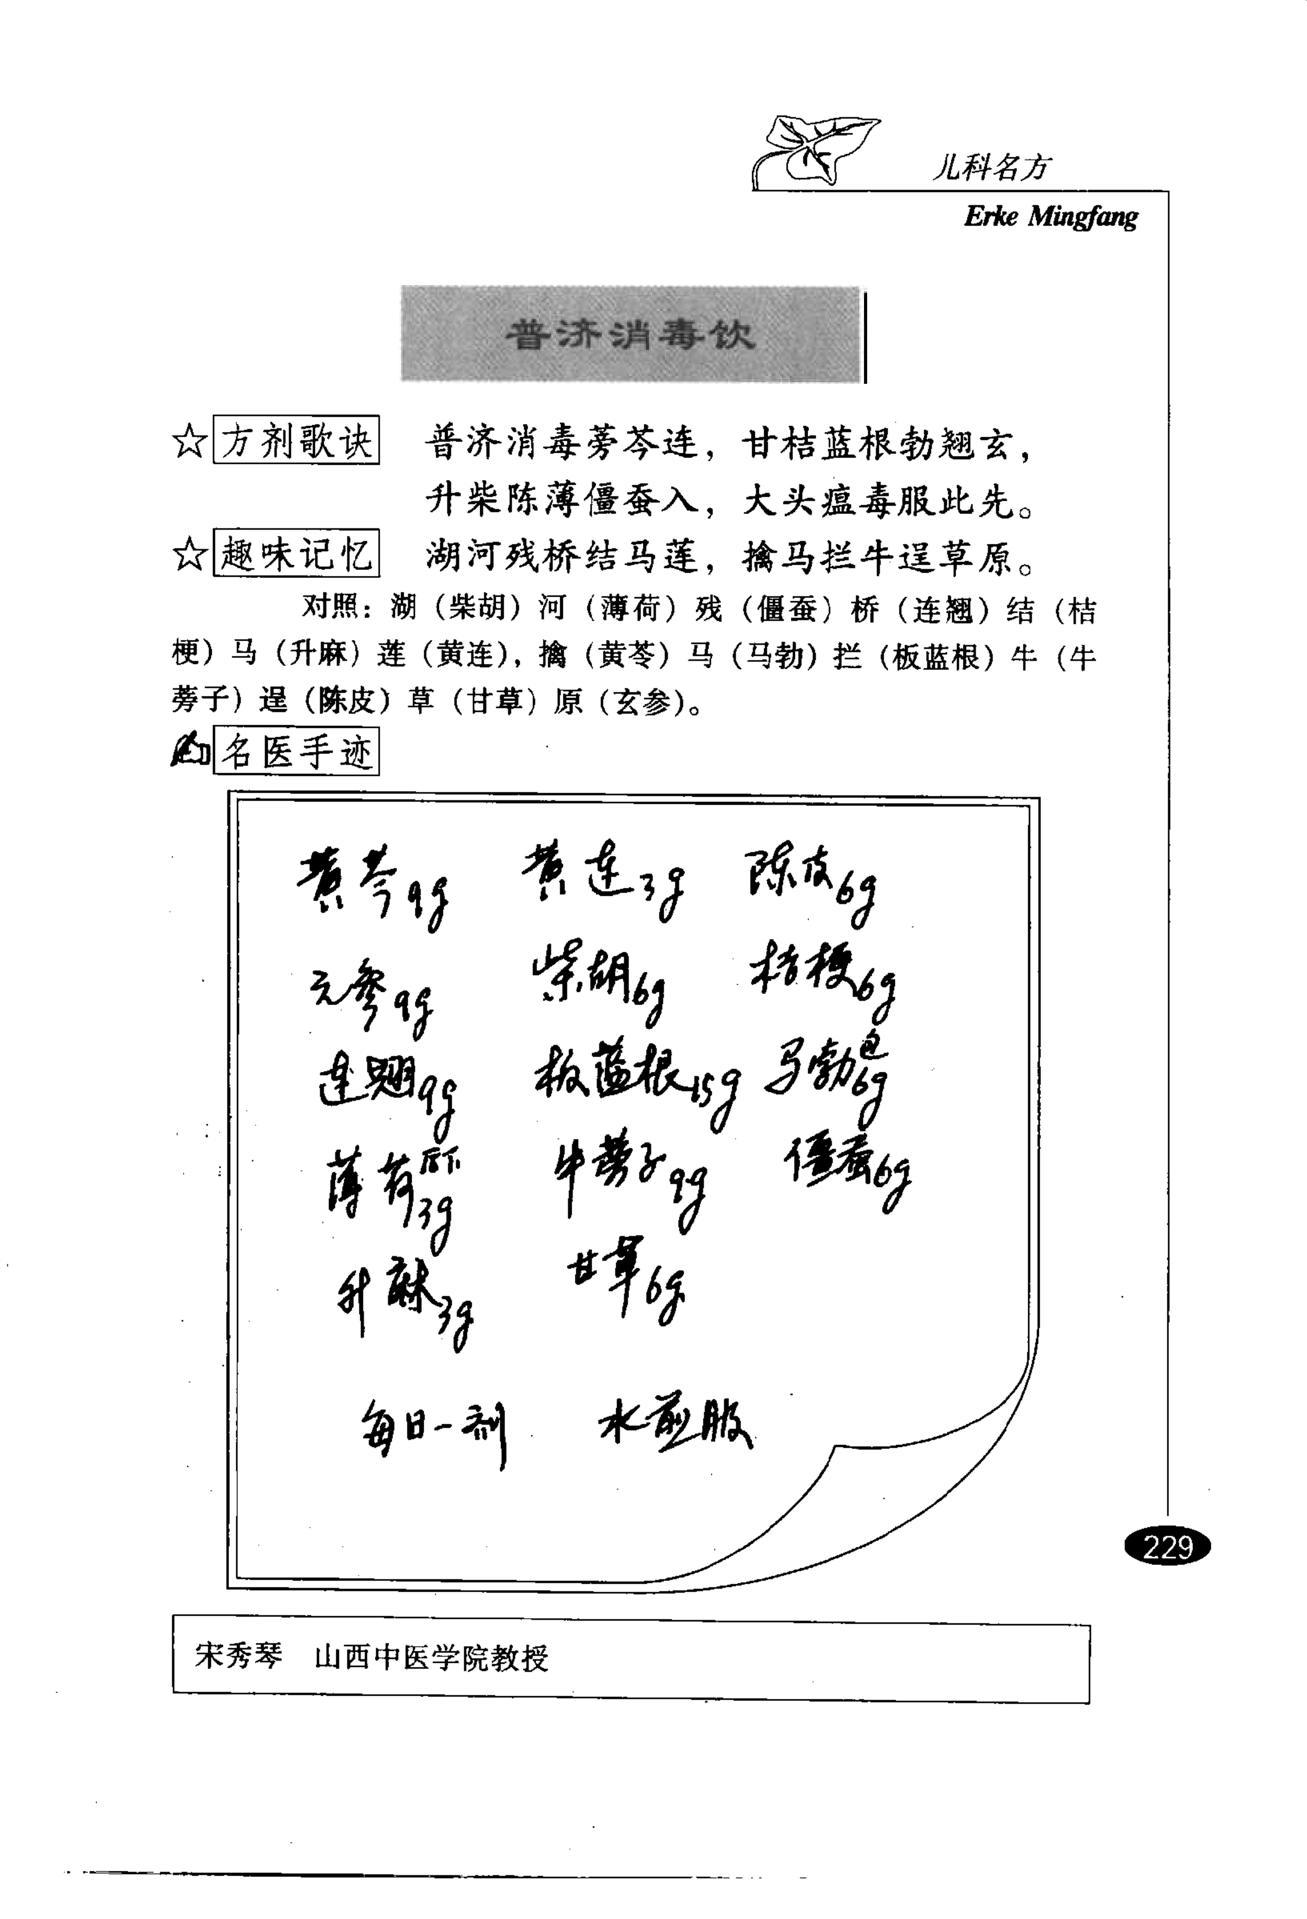 儿科名方
Erke Mingfang
普济消毒饮
☆方剂歌诀 普济消毒蒡芩连，甘桔蓝根勃翘玄，
升柴陈薄僵蚕入，大头瘟毒服此先。
☆趣味记忆 湖河残桥结马莲，擒马拦牛逞草原。
对照：湖（柴胡）河（薄荷）残（僵蚕）桥（连翘）结（桔
梗）马（升麻）莲（黄连），擒（黄芩）马（马勃）拦（板蓝根）牛（牛
蒡子）逞（陈皮）草（甘草）原（玄参）。
名医手迹
黄芩9g 黄连3g 陈皮6g
元参9g 柴胡6g 桔梗6g
连翘9g 板蓝根15g 马勃包6g
薄荷后下3g 牛蒡子9g 僵蚕6g
升麻3g 甘草6g
每日一剂 水煎服
229
宋秀琴 山西中医学院教授